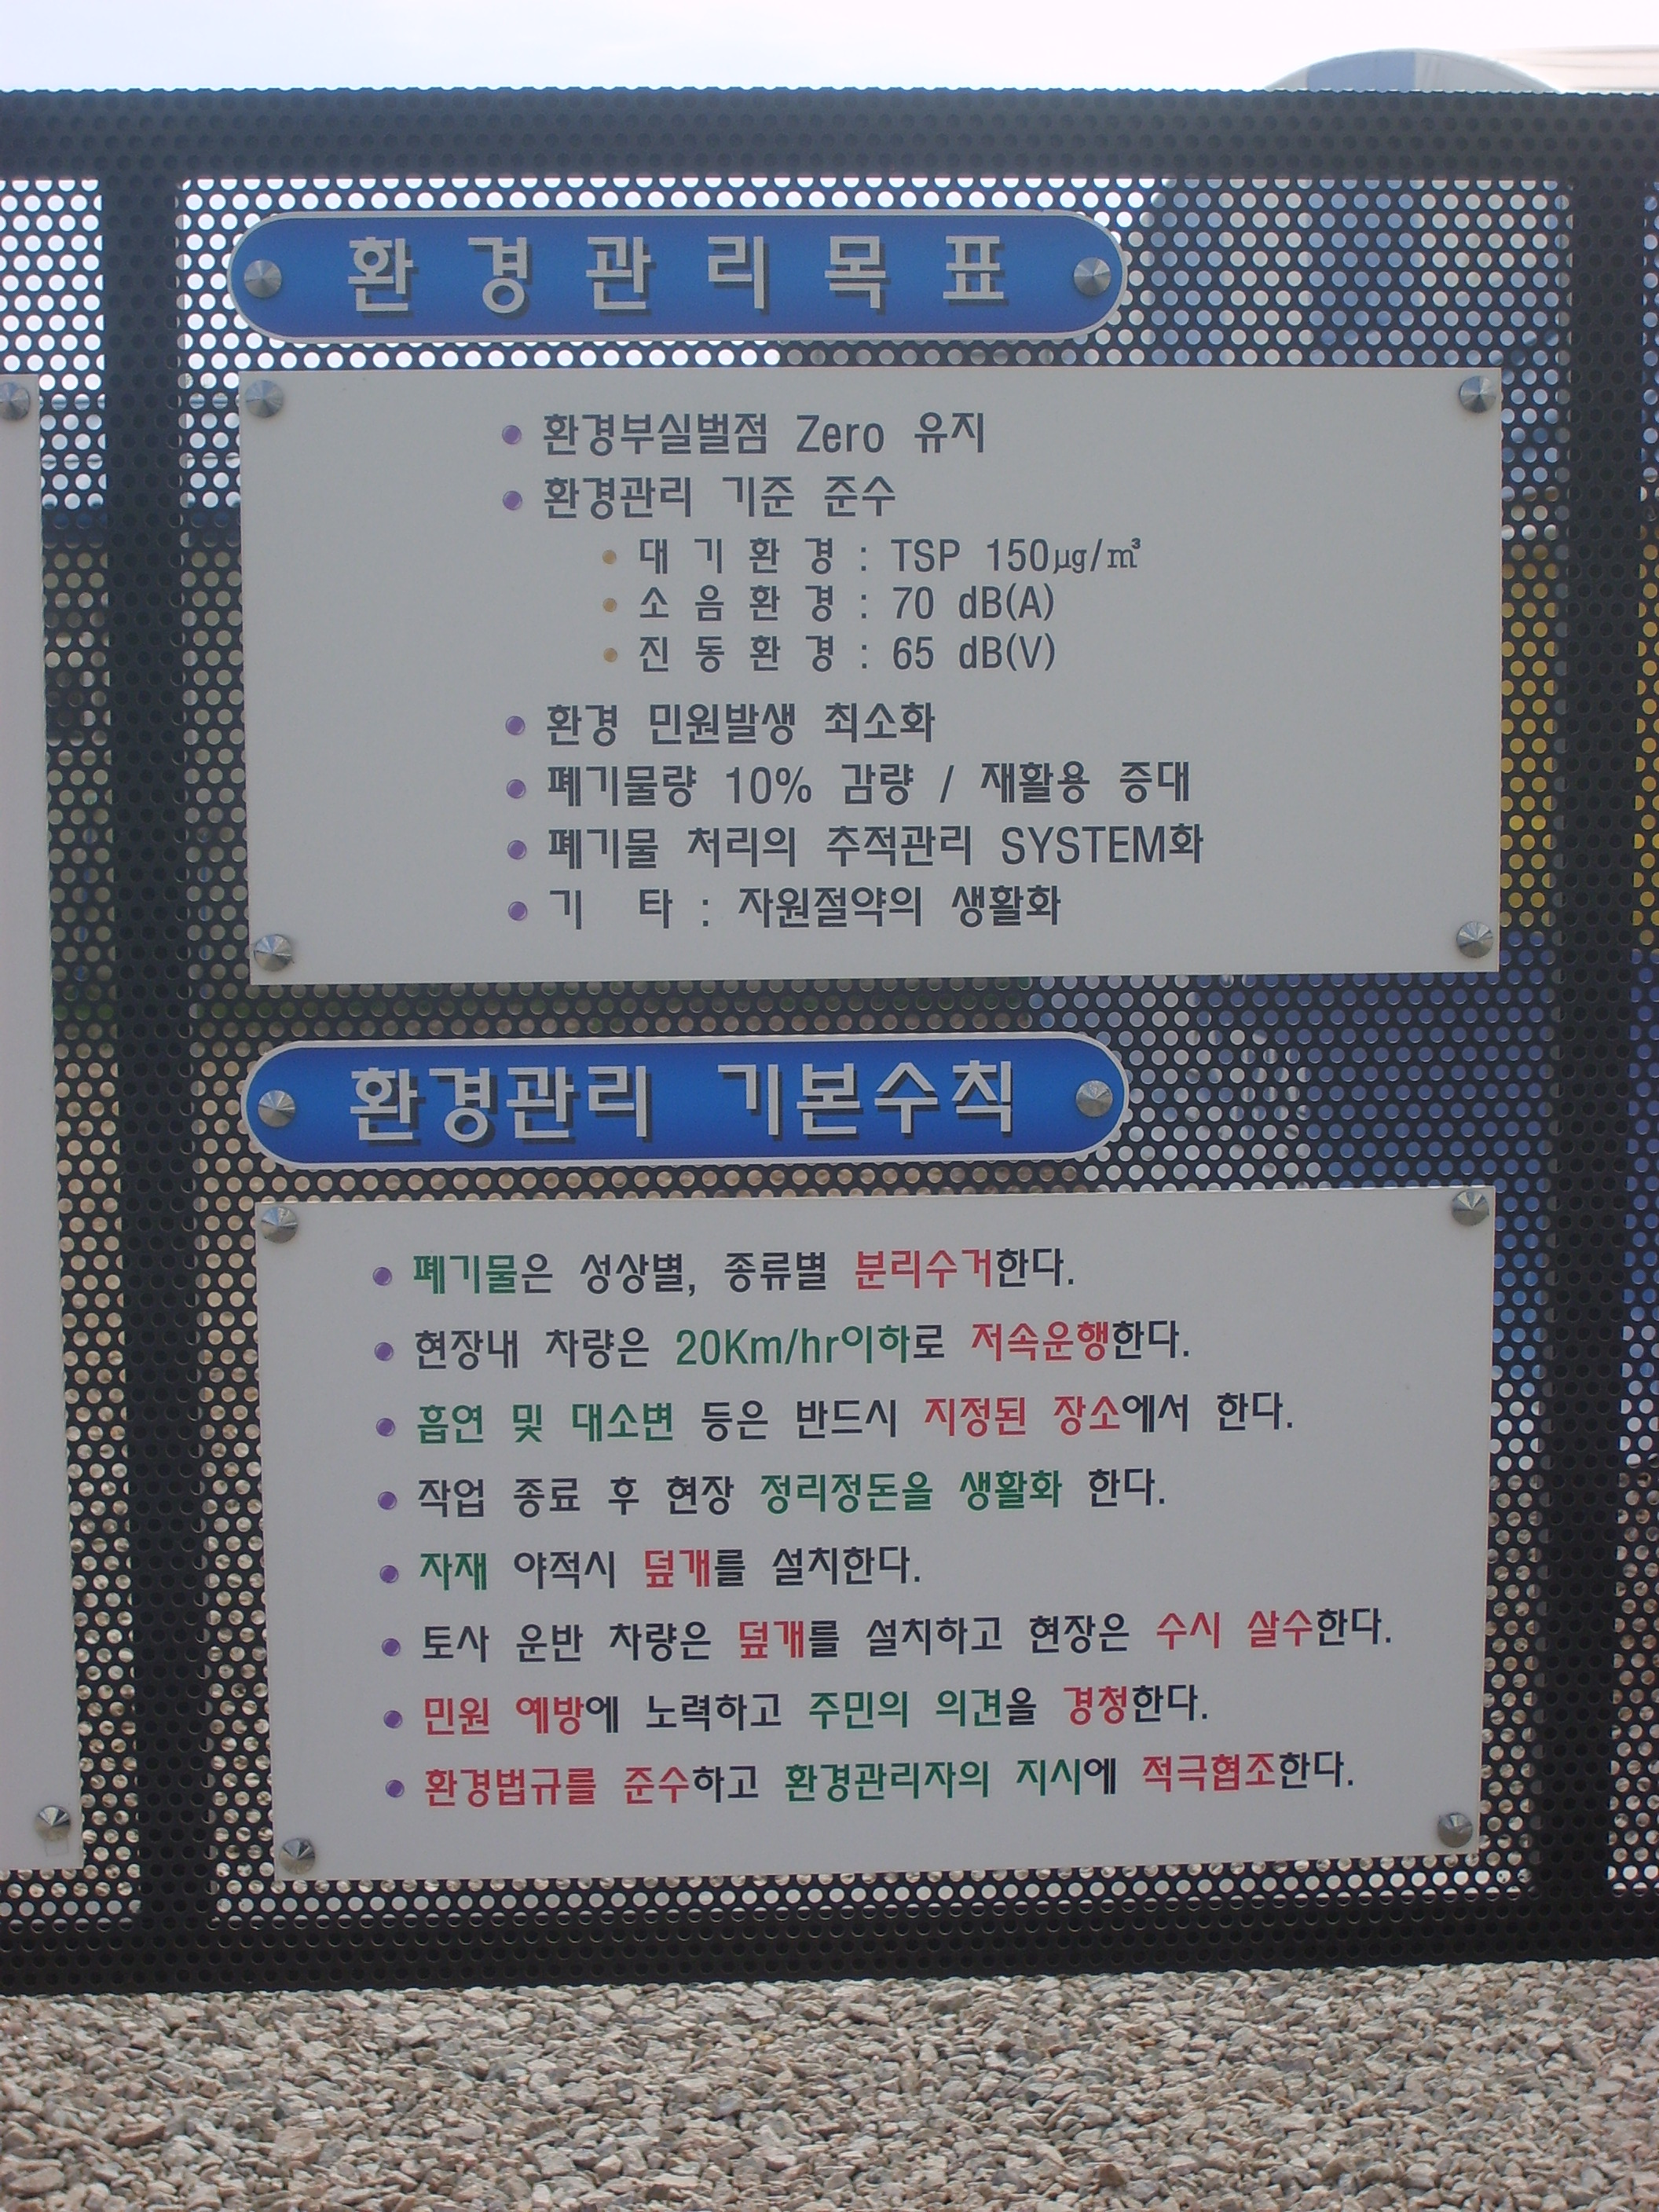 환경관리목표
환경부실벌점 Zero 유지
환경관리 기준 준수
대기환경 : TSP 150㎍/㎥
소음환경 : 70 dB(A)
진동환경 : 65 dB(V)
환경 민원발생 최소화
폐기물량 10% 감량 / 재활용 증대
폐기물 처리의 추적관리 SYSTEM화
기 타 : 자원절약의 생활화
환경관리 기본수칙
폐기물은 성상별, 종류별 분리수거한다.
현장내 차량은 20Km/hr이하로 저속운행한다.
흡연 및 대소변 등은 반드시 지정된 장소에서 한다.
작업 종료 후 현장 정리정돈을 생활화 한다.
자재 야적시 덮개를 설치한다.
토사 운반 차량은 덮개를 설치하고 현장은 수시 살수한다.
민원 예방에 노력하고 주민의 의견을 경청한다.
환경법규를 준수하고 환경관리자의 지시에 적극협조한다.